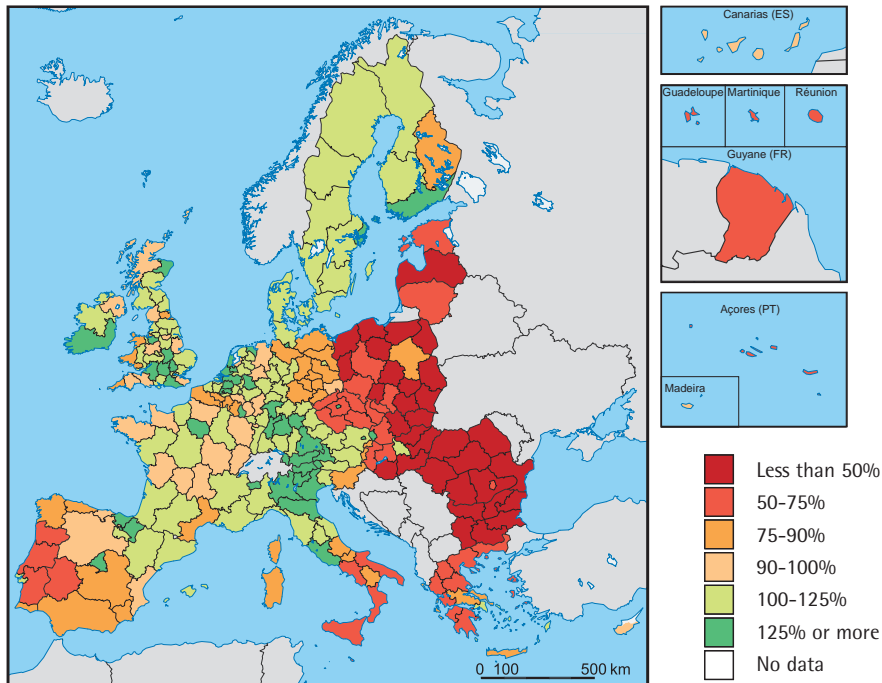 Canarias (ES)
Guadeloupe Martinique Réunion
Guyane (FR)
Açores (PT)
Madeira
Less than 50%
50-75%
75-90%
90-100%
100-125%
125% or more
No data
0 100 500 km